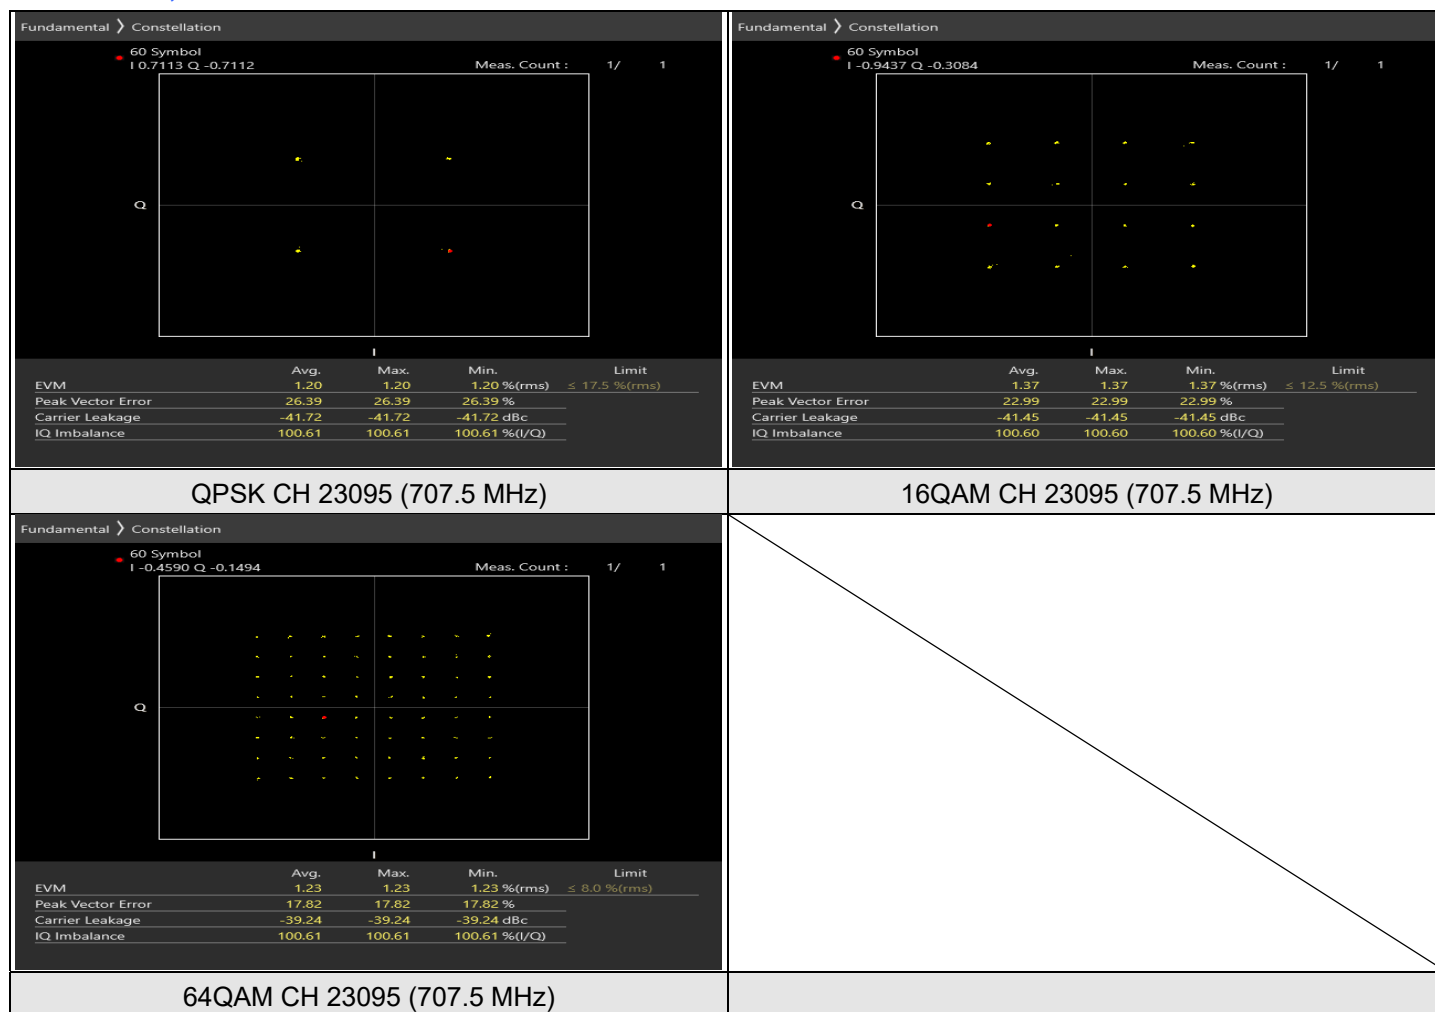 Fundamental ❯ Constellation
60 Symbol
I 0.7113 Q -0.7112
Meas. Count : 1/ 1
Q
I
Avg. Max. Min. Limit
EVM 1.20 1.20 1.20 %(rms) ≤ 17.5 %(rms)
Peak Vector Error 26.39 26.39 26.39 %
Carrier Leakage -41.72 -41.72 -41.72 dBc
IQ Imbalance 100.61 100.61 100.61 %(I/Q)
QPSK CH 23095 (707.5 MHz)
Fundamental ❯ Constellation
60 Symbol
I -0.9437 Q -0.3084
Meas. Count : 1/ 1
Q
I
Avg. Max. Min. Limit
EVM 1.37 1.37 1.37 %(rms) ≤ 12.5 %(rms)
Peak Vector Error 22.99 22.99 22.99 %
Carrier Leakage -41.45 -41.45 -41.45 dBc
IQ Imbalance 100.60 100.60 100.60 %(I/Q)
16QAM CH 23095 (707.5 MHz)
Fundamental ❯ Constellation
60 Symbol
I -0.4590 Q -0.1494
Meas. Count : 1/ 1
Q
I
Avg. Max. Min. Limit
EVM 1.23 1.23 1.23 %(rms) ≤ 8.0 %(rms)
Peak Vector Error 17.82 17.82 17.82 %
Carrier Leakage -39.24 -39.24 -39.24 dBc
IQ Imbalance 100.61 100.61 100.61 %(I/Q)
64QAM CH 23095 (707.5 MHz)